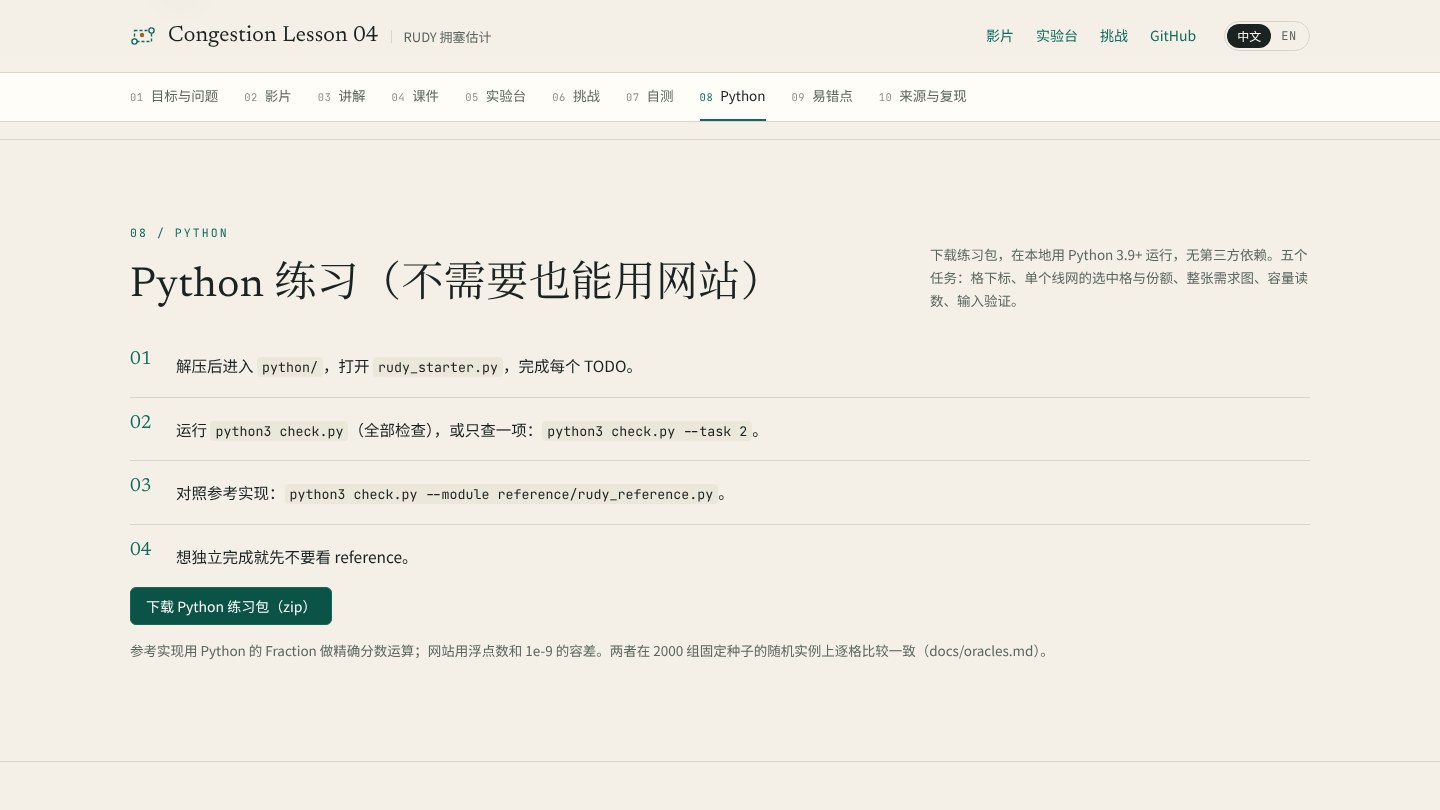 Congestion Lesson 04 RUDY 拥塞估计
影片 实验台 挑战 GitHub 中文 EN
01 目标与问题 02 影片 03 讲解 04 课件 05 实验台 06 挑战 07 自测 08 Python 09 易错点 10 来源与复现
08 / PYTHON
Python 练习（不需要也能用网站）
下载练习包，在本地用 Python 3.9+ 运行，无第三方依赖。五个
任务：格下标、单个线网的选中格与份额、整张需求图、容量读
数、输入验证。
01 解压后进入 python/，打开 rudy_starter.py，完成每个 TODO。
02 运行 python3 check.py（全部检查），或只查一项：python3 check.py --task 2。
03 对照参考实现：python3 check.py --module reference/rudy_reference.py。
04 想独立完成就先不要看 reference。
下载 Python 练习包（zip）
参考实现用 Python 的 Fraction 做精确分数运算；网站用浮点数和 1e-9 的容差。两者在 2000 组固定种子的随机实例上逐格比较一致（docs/oracles.md）。